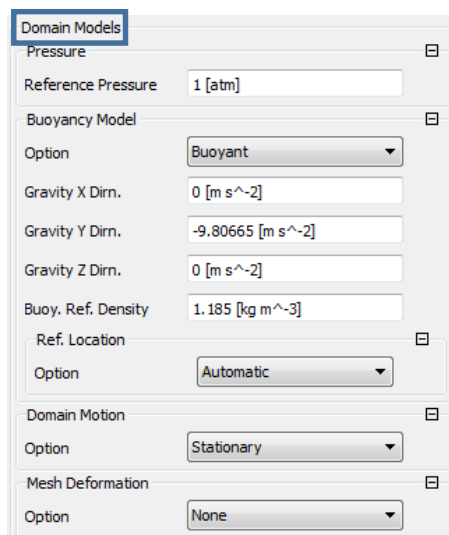 Domain Models
Pressure
Reference Pressure 1 [atm]
Buoyancy Model
Option Buoyant
Gravity X Dirn. 0 [m s^-2]
Gravity Y Dirn. -9.80665 [m s^-2]
Gravity Z Dirn. 0 [m s^-2]
Buoy. Ref. Density 1.185 [kg m^-3]
Ref. Location
Option Automatic
Domain Motion
Option Stationary
Mesh Deformation
Option None